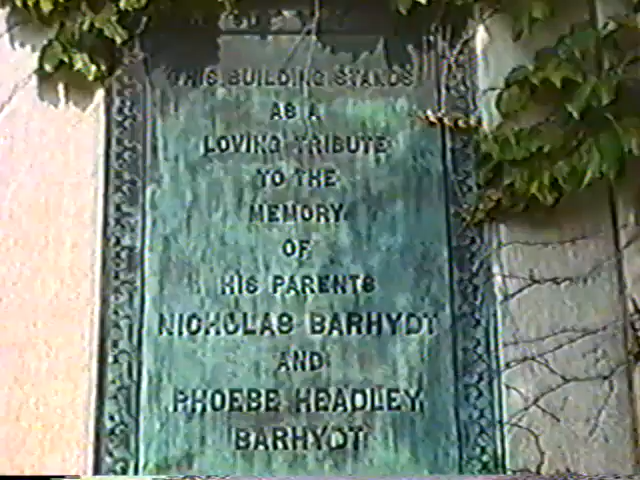 THIS BUILDING STANDS
AS A
LOVING TRIBUTE
TO THE
MEMORY
OF
HIS PARENTS
NICHOLAS BARHYDT
AND
PHOEBE HEADLEY
BARHYDT